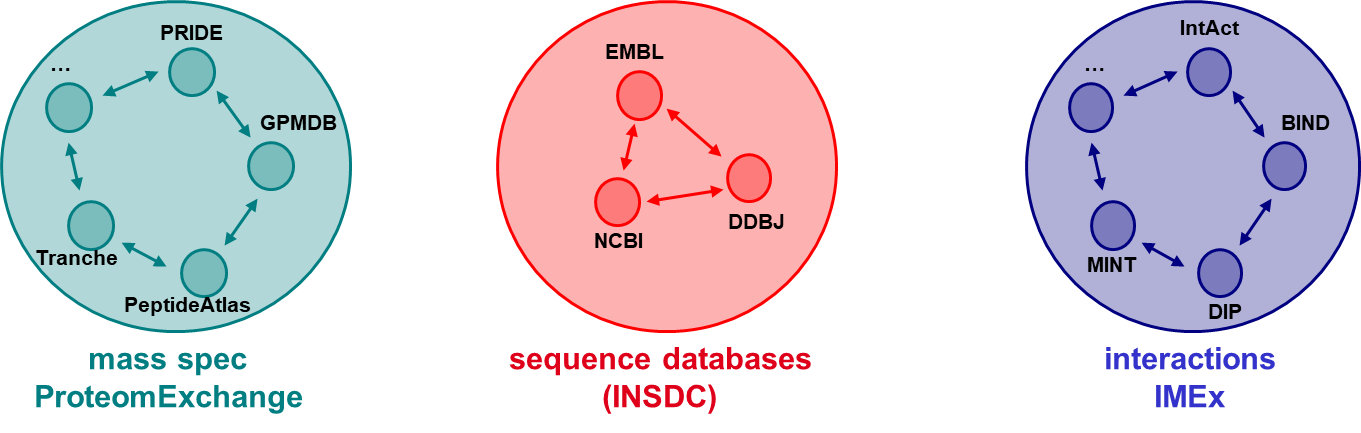 PRIDE
...
GPMDB
Tranche
PeptideAtlas
mass spec
ProteomExchange
EMBL
NCBI
DDBJ
sequence databases
(INSDC)
IntAct
...
BIND
MINT
DIP
interactions
IMEx